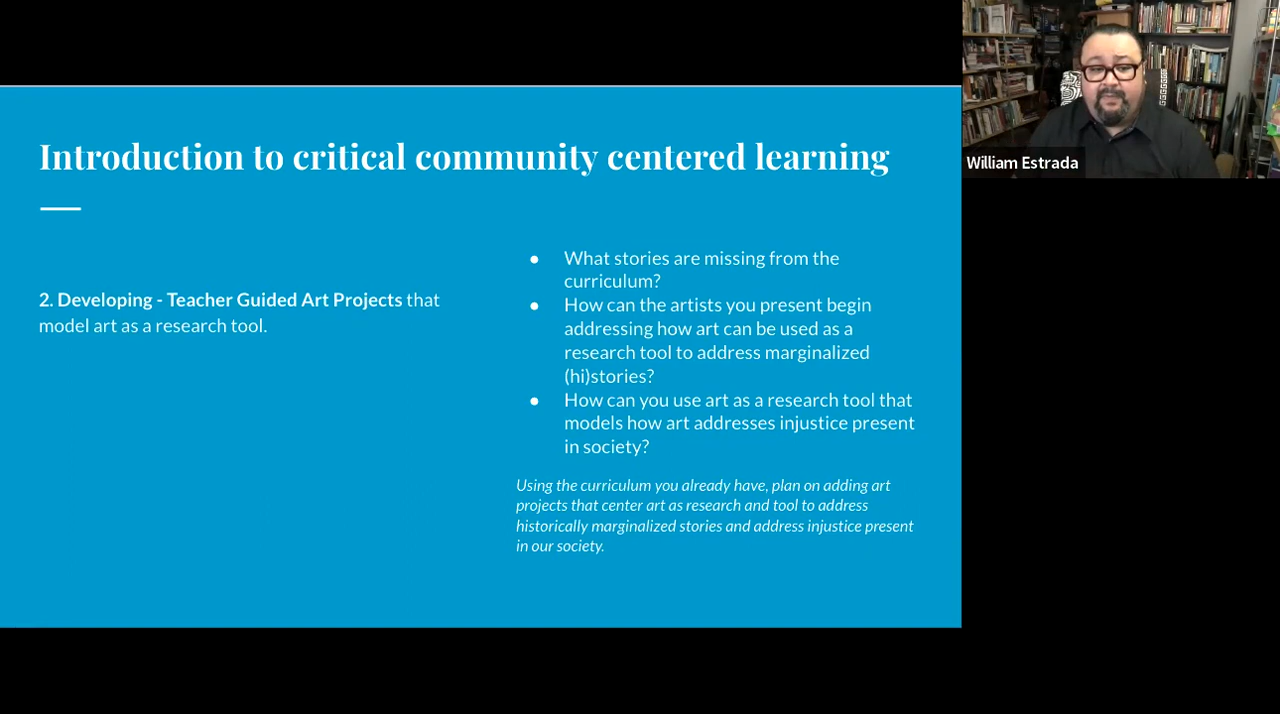 Introduction to critical community centered learning
William Estrada
2. Developing - Teacher Guided Art Projects that
model art as a research tool.
● What stories are missing from the
curriculum?
● How can the artists you present begin
addressing how art can be used as a
research tool to address marginalized
(hi)stories?
● How can you use art as a research tool that
models how art addresses injustice present
in society?
Using the curriculum you already have, plan on adding art
projects that center art as research and tool to address
historically marginalized stories and address injustice present
in our society.